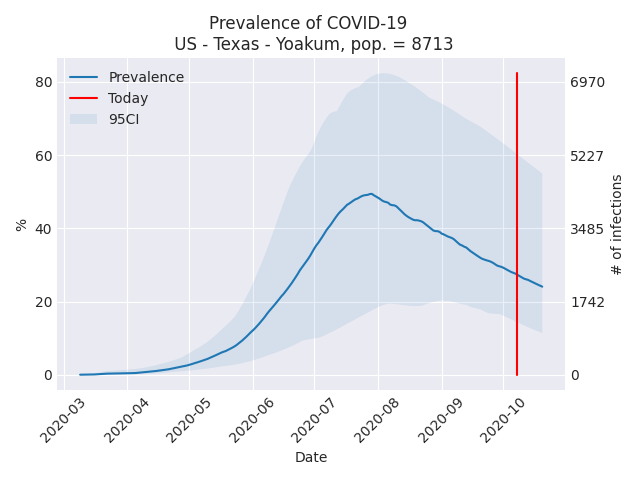 Prevalence of COVID-19
US - Texas - Yoakum, pop. = 8713
Prevalence
Today
95CI
80
60
40
20
0
%
6970
5227
3485
1742
0
# of infections
2020-03
2020-04
2020-05
2020-06
2020-07
2020-08
2020-09
2020-10
Date